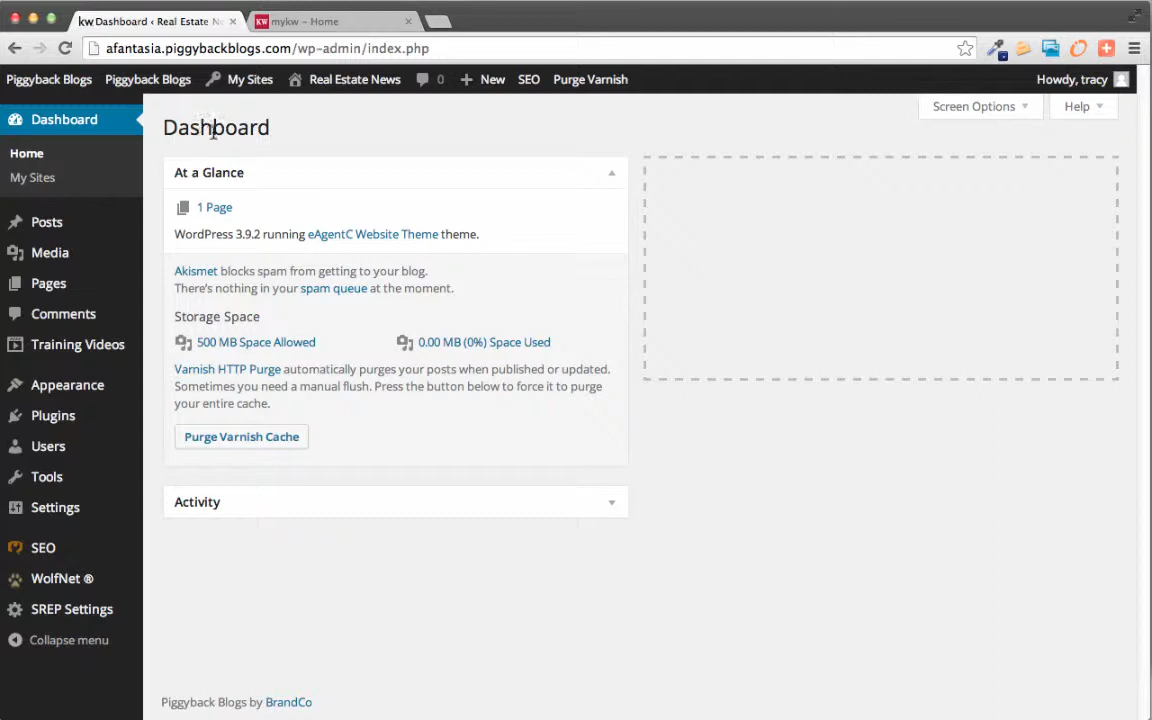 kw Dashboard ‹ Real Estate Ne
KW mykw – Home
afantasia.piggybackblogs.com/wp-admin/index.php
Piggyback Blogs Piggyback Blogs My Sites Real Estate News 0 New SEO Purge Varnish Howdy, tracy
Screen Options Help
Dashboard
Home
My Sites
Posts
Media
Pages
Comments
Training Videos
Appearance
Plugins
Users
Tools
Settings
SEO
WolfNet ®
SREP Settings
Collapse menu
Dashboard
At a Glance
1 Page
WordPress 3.9.2 running eAgentC Website Theme theme.
Akismet blocks spam from getting to your blog.
There's nothing in your spam queue at the moment.
Storage Space
500 MB Space Allowed 0.00 MB (0%) Space Used
Varnish HTTP Purge automatically purges your posts when published or updated.
Sometimes you need a manual flush. Press the button below to force it to purge
your entire cache.
Purge Varnish Cache
Activity
Piggyback Blogs by BrandCo